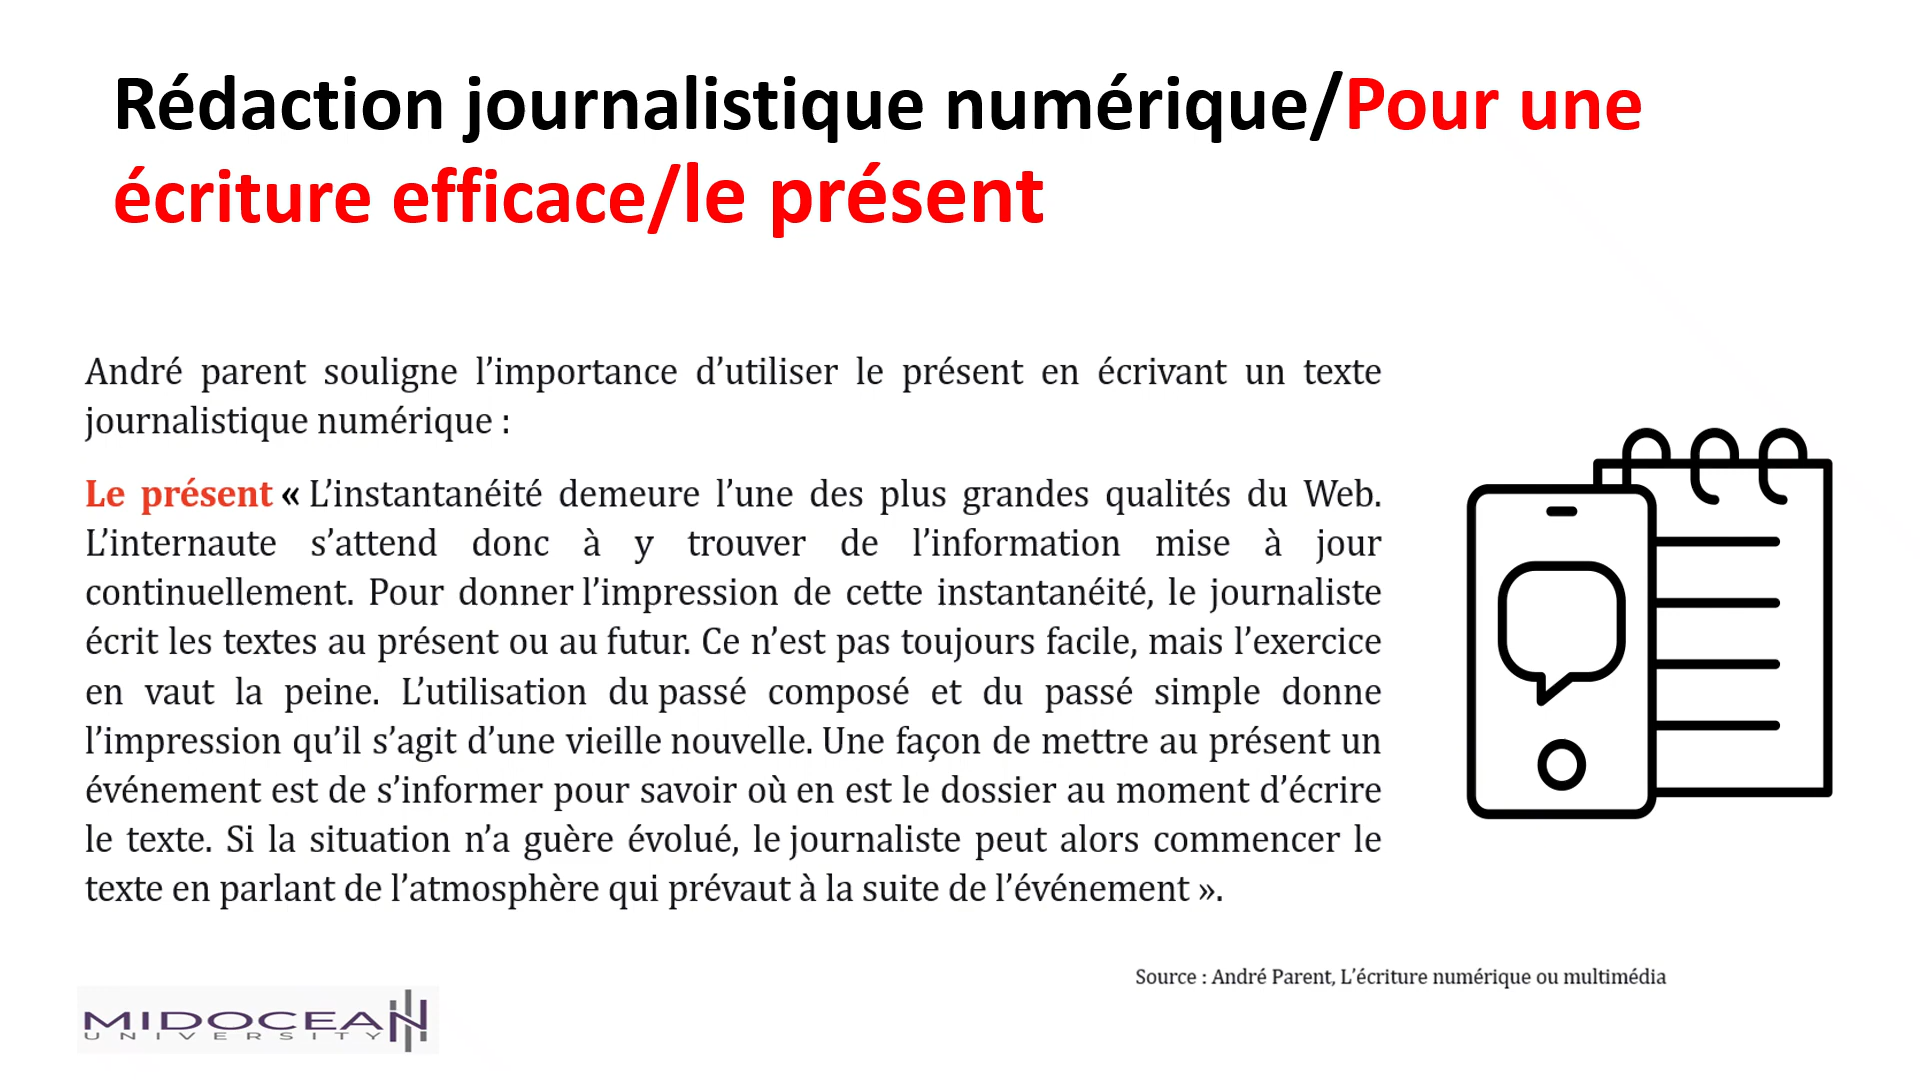 Rédaction journalistique numérique/Pour une
écriture efficace/le présent
André parent souligne l’importance d’utiliser le présent en écrivant un texte
journalistique numérique :
Le présent « L’instantanéité demeure l’une des plus grandes qualités du Web.
L’internaute s’attend donc à y trouver de l’information mise à jour
continuellement. Pour donner l’impression de cette instantanéité, le journaliste
écrit les textes au présent ou au futur. Ce n’est pas toujours facile, mais l’exercice
en vaut la peine. L’utilisation du passé composé et du passé simple donne
l’impression qu’il s’agit d’une vieille nouvelle. Une façon de mettre au présent un
événement est de s’informer pour savoir où en est le dossier au moment d’écrire
le texte. Si la situation n’a guère évolué, le journaliste peut alors commencer le
texte en parlant de l’atmosphère qui prévaut à la suite de l’événement ».
Source : André Parent, L’écriture numérique ou multimédia
MIDOCEAN
UNIVERSITY